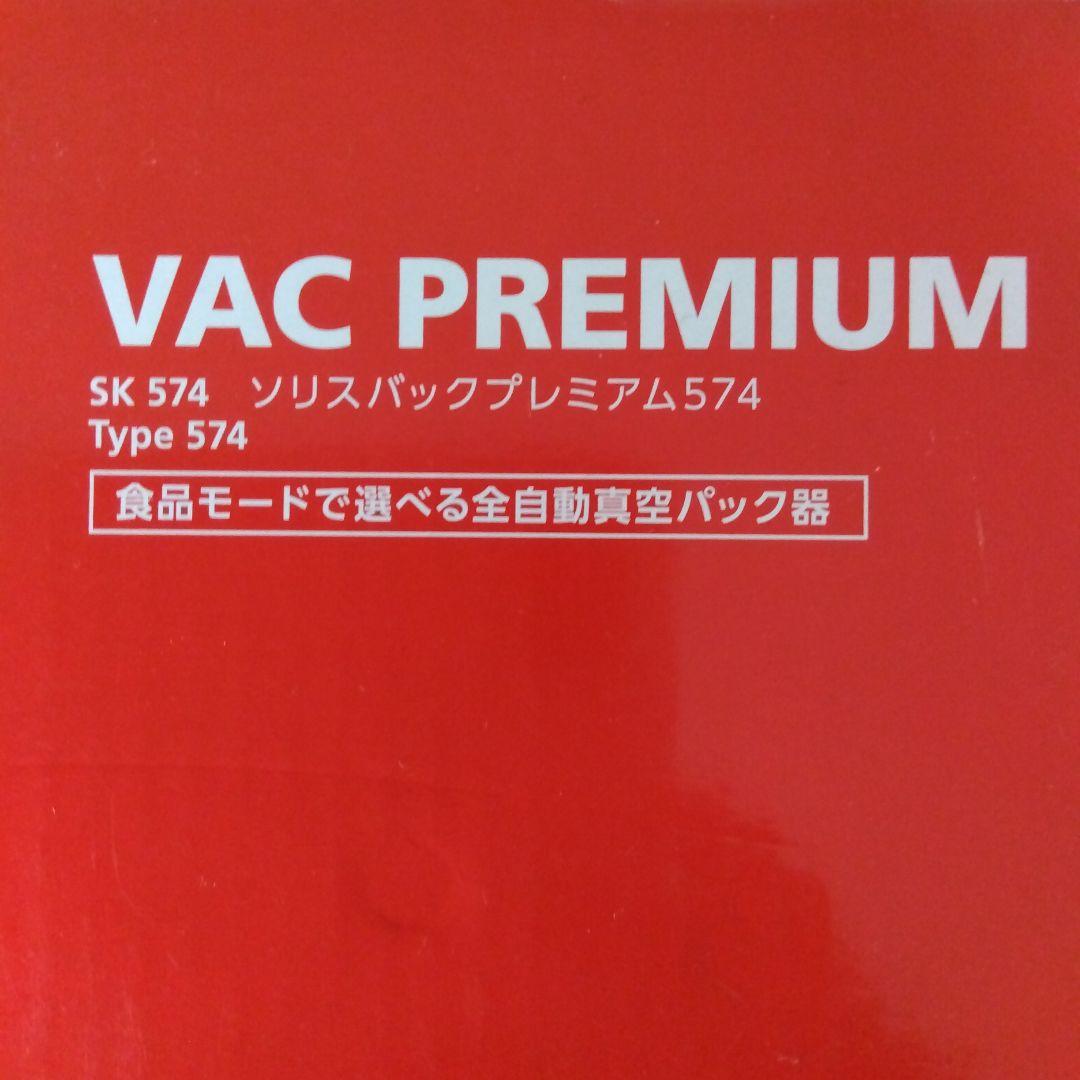 VAC PREMIUM
SK 574 ソリスバックプレミアム574
Type 574
食品モードで選べる全自動真空パック器